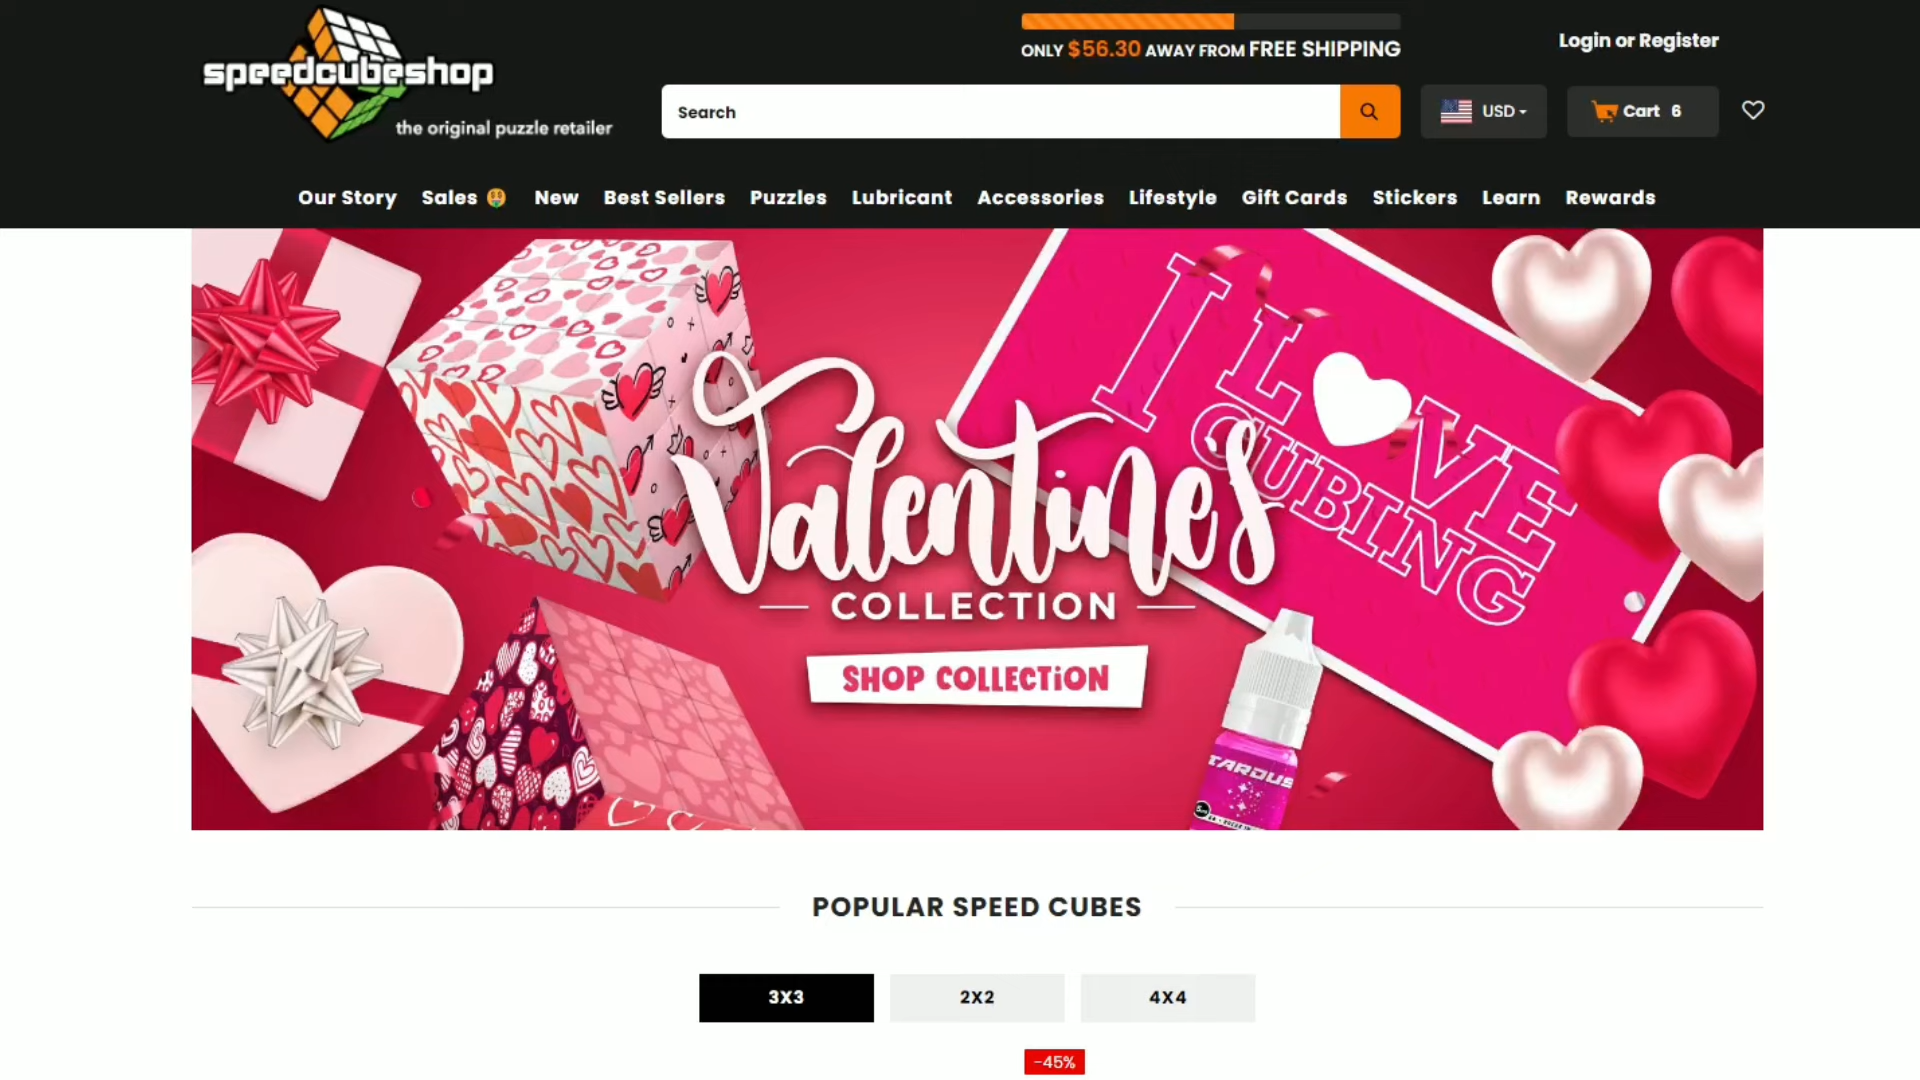 speedcubeshop
the original puzzle retailer
ONLY $56.30 AWAY FROM FREE SHIPPING
Login or Register
Search
USD
Cart 6
Our Story Sales New Best Sellers Puzzles Lubricant Accessories Lifestyle Gift Cards Stickers Learn Rewards
I LOVE
CUBING
Valentines
COLLECTION
SHOP COLLECTION
TARDUS
POPULAR SPEED CUBES
3X3 2X2 4X4
-45%